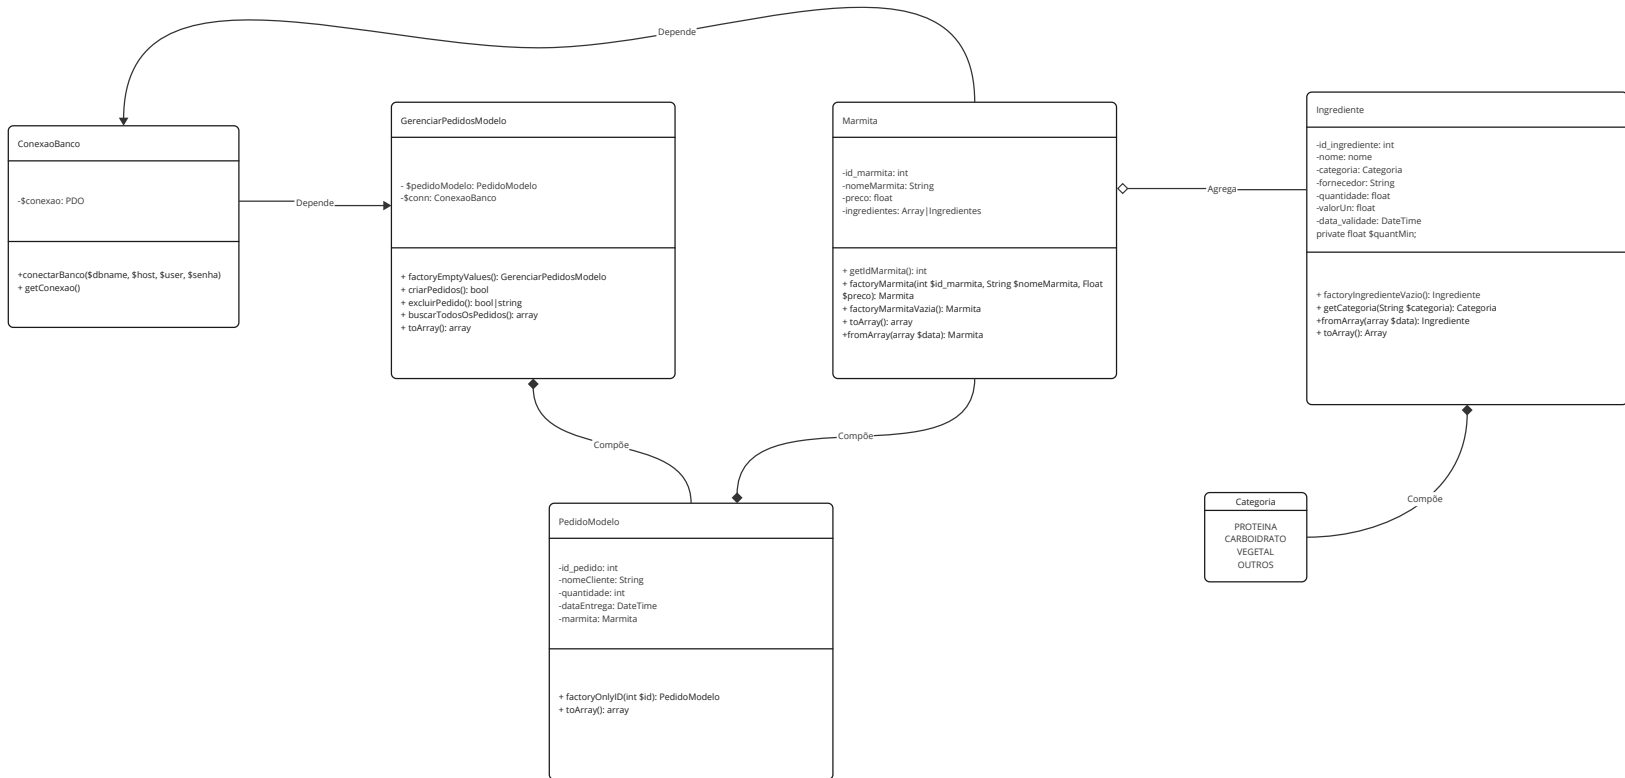 Depende
ConexaoBanco
-$conexao: PDO
+conectarBanco($dbname, $host, $user, $senha)
+ getConexao()
Depende
GerenciarPedidosModelo
- $pedidoModelo: PedidoModelo
-$conn: ConexaoBanco
+ factoryEmptyValues(): GerenciarPedidosModelo
+ criarPedidos(): bool
+ excluirPedido(): bool|string
+ buscarTodosOsPedidos(): array
+ toArray(): array
Marmita
-id_marmita: int
-nomeMarmita: String
-preco: float
-ingredientes: Array|Ingredientes
+ getIdMarmita(): int
+ factoryMarmita(int $id_marmita, String $nomeMarmita, Float
$preco): Marmita
+ factoryMarmitaVazia(): Marmita
+ toArray(): array
+fromArray(array $data): Marmita
Agrega
Ingrediente
-id_ingrediente: int
-nome: nome
-categoria: Categoria
-fornecedor: String
-quantidade: float
-valorUn: float
-data_validade: DateTime
private float $quantMin;
+ factoryIngredienteVazio(): Ingrediente
+ getCategoria(String $categoria): Categoria
+fromArray(array $data): Ingrediente
+ toArray(): Array
Compõe
Compõe
PedidoModelo
-id_pedido: int
-nomeCliente: String
-quantidade: int
-dataEntrega: DateTime
-marmita: Marmita
+ factoryOnlyID(int $id): PedidoModelo
+ toArray(): array
Categoria
PROTEINA
CARBOIDRATO
VEGETAL
OUTROS
Compõe